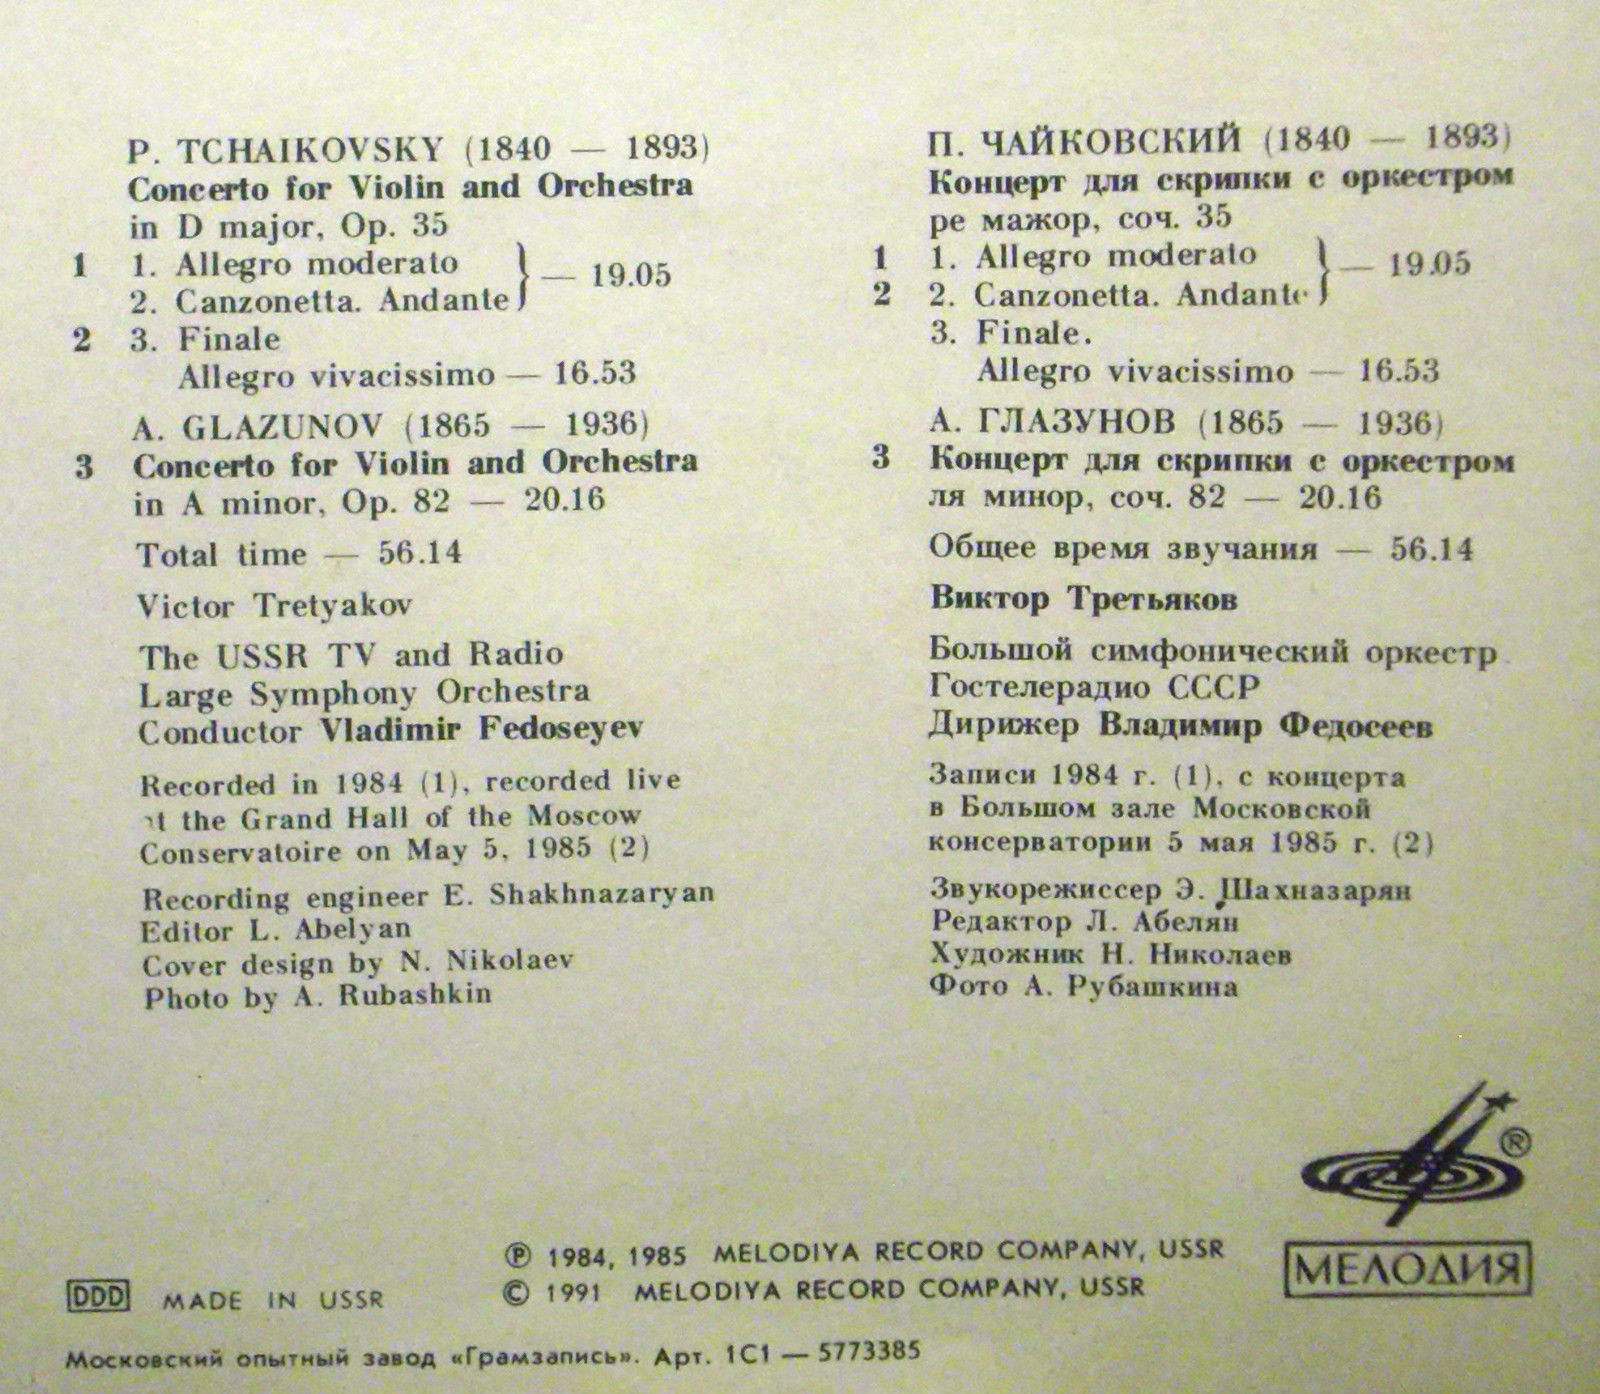 P. TCHAIKOVSKY (1840 — 1893)
Concerto for Violin and Orchestra
in D major, Op. 35
1 1. Allegro moderato
2. Canzonetta. Andante } — 19.05
2 3. Finale
Allegro vivacissimo — 16.53
A. GLAZUNOV (1865 — 1936)
3 Concerto for Violin and Orchestra
in A minor, Op. 82 — 20.16
Total time — 56.14
Victor Tretyakov
The USSR TV and Radio
Large Symphony Orchestra
Conductor Vladimir Fedoseyev
Recorded in 1984 (1), recorded live
at the Grand Hall of the Moscow
Conservatoire on May 5, 1985 (2)
Recording engineer E. Shakhnazaryan
Editor L. Abelyan
Cover design by N. Nikolaev
Photo by A. Rubashkin
П. ЧАЙКОВСКИЙ (1840 — 1893)
Концерт для скрипки с оркестром
ре мажор, соч. 35
1 1. Allegro moderato
2 2. Canzonetta. Andante } — 19.05
3. Finale.
Allegro vivacissimo — 16.53
А. ГЛАЗУНОВ (1865 — 1936)
3 Концерт для скрипки с оркестром
ля минор, соч. 82 — 20.16
Общее время звучания — 56.14
Виктор Третьяков
Большой симфонический оркестр
Гостелерадио СССР
Дирижер Владимир Федосеев
Записи 1984 г. (1), с концерта
в Большом зале Московской
консерватории 5 мая 1985 г. (2)
Звукорежиссер Э. Шахназарян
Редактор Л. Абелян
Художник Н. Николаев
Фото А. Рубашкина
®
МЕЛОДИЯ
℗ 1984, 1985 MELODIYA RECORD COMPANY, USSR
© 1991 MELODIYA RECORD COMPANY, USSR
DDD MADE IN USSR
Московский опытный завод «Грамзапись». Арт. 1С1 — 5773385